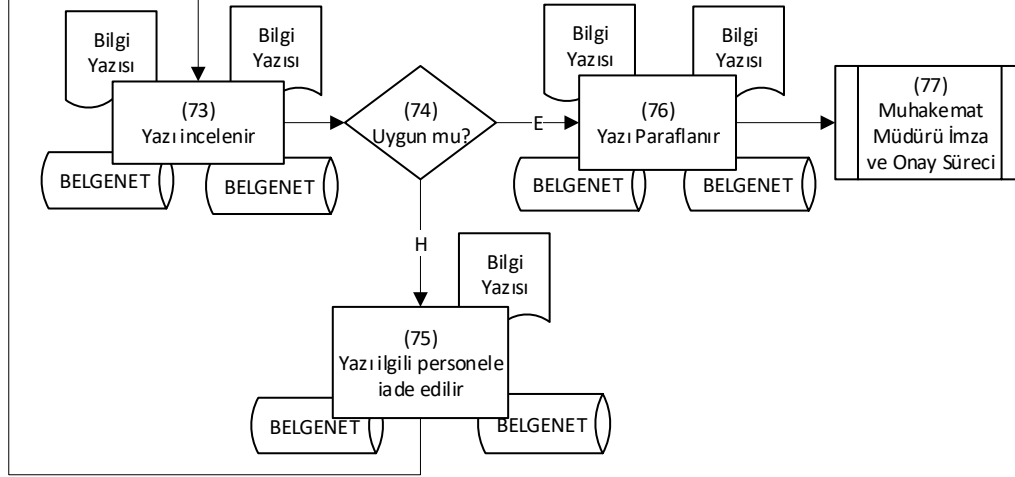 Bilgi
Yazısı
Bilgi
Yazısı
(73)
Yazı incelenir
BELGENET
BELGENET
(74)
Uygun mu?
E
H
Bilgi
Yazısı
Bilgi
Yazısı
(76)
Yazı Paraflanır
BELGENET
BELGENET
(77)
Muhakemat
Müdürü İmza
ve Onay Süreci
Bilgi
Yazısı
(75)
Yazı ilgili personele
iade edilir
BELGENET
BELGENET